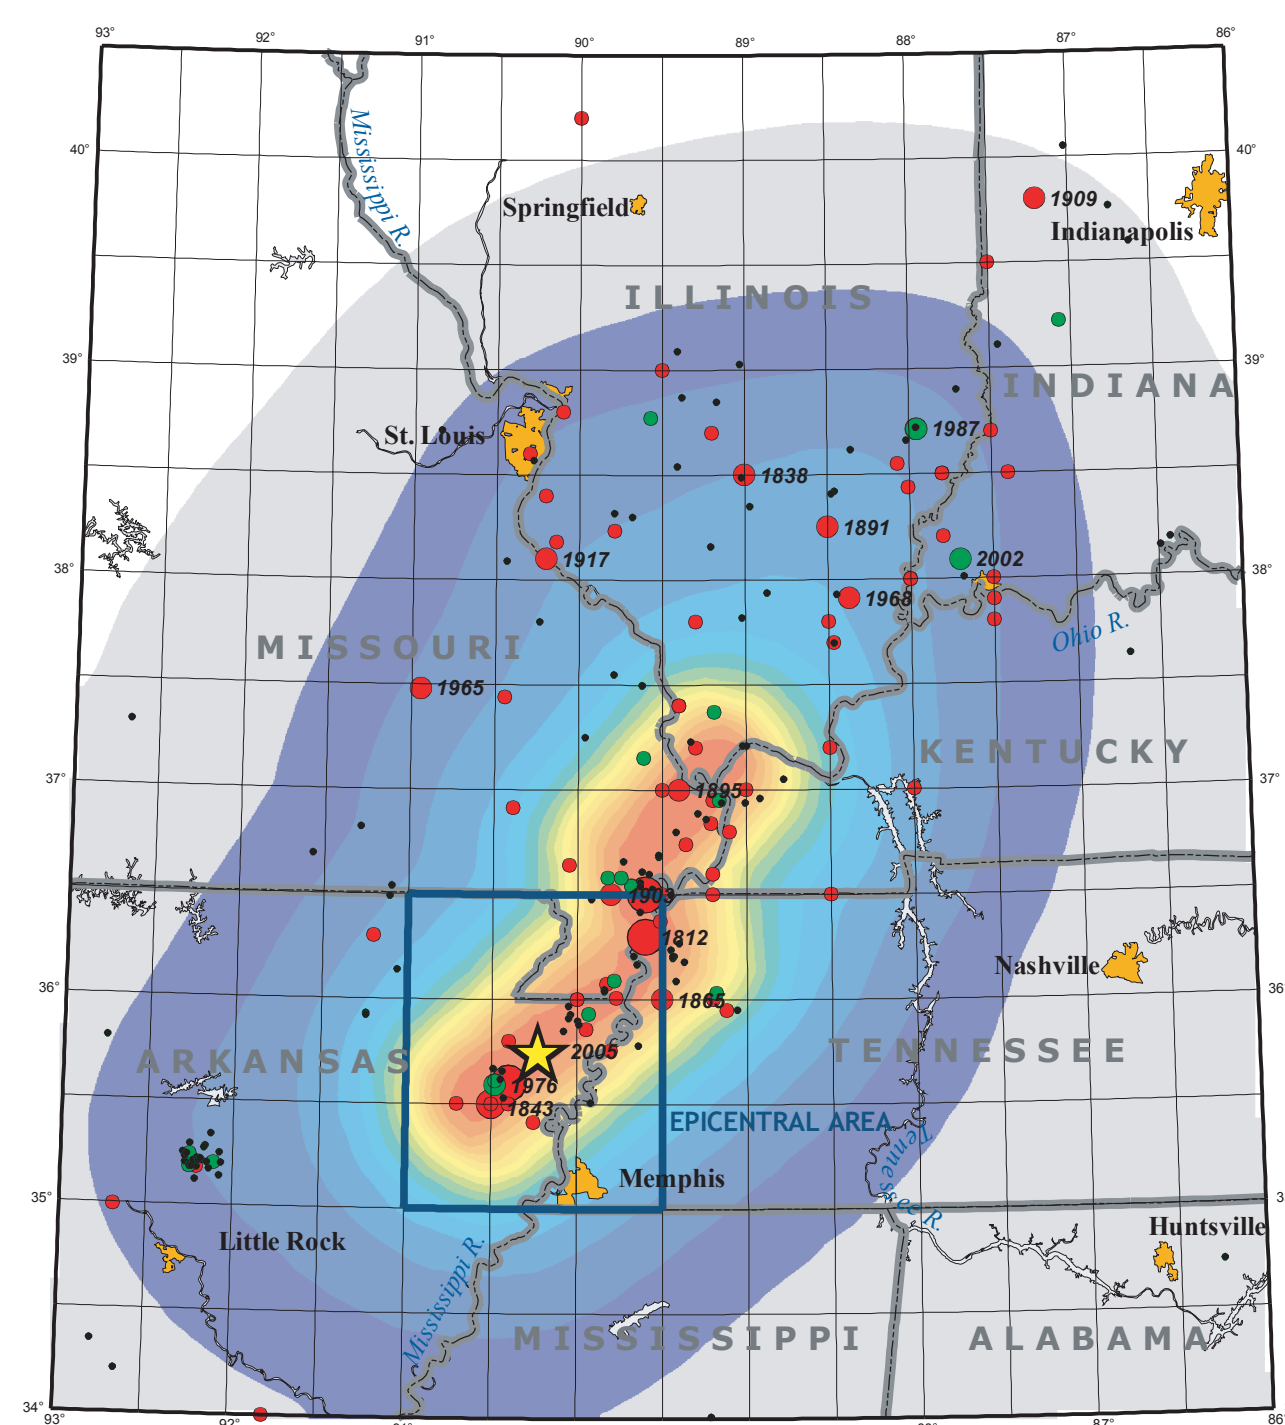 93° 92° 91° 90° 89° 88° 87° 86°
40° 40°
Mississippi R.
Springfield
1909
Indianapolis
ILLINOIS
39° 39°
INDIANA
St. Louis
1987
1838
1891
1917
2002
38° 38°
1968
Ohio R.
MISSOURI
1965
KENTUCKY
37° 37°
1895
1903
1812
Nashville
36° 36
1865
2005
ARKANSAS
TENNESSEE
1976
1843
EPICENTRAL AREA
Tennessee R.
Memphis
35° 3
Little Rock
Huntsville
Mississippi R.
MISSISSIPPI
ALABAMA
34°
93°